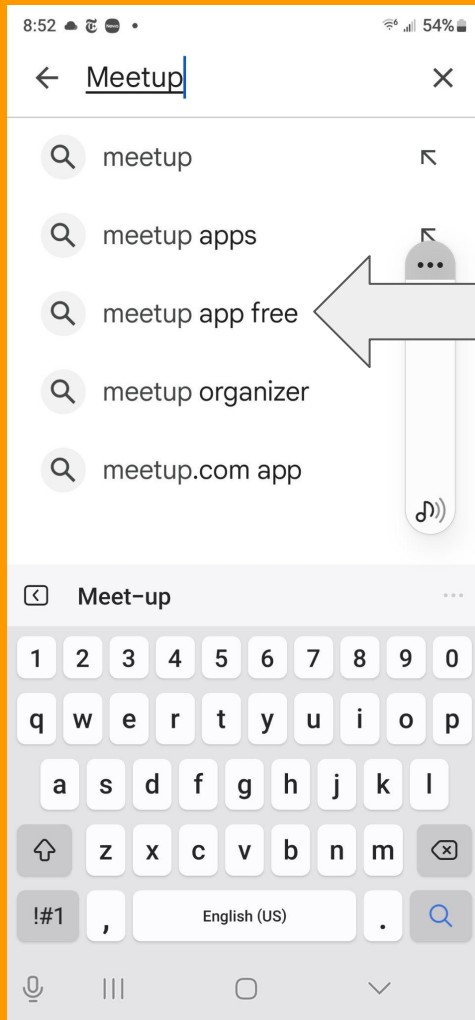 8:52 54%
Meetup
meetup
meetup apps
meetup app free
meetup organizer
meetup.com app
Meet-up
1 2 3 4 5 6 7 8 9 0
q w e r t y u i o p
a s d f g h j k l
z x c v b n m
!#1 , English (US) .